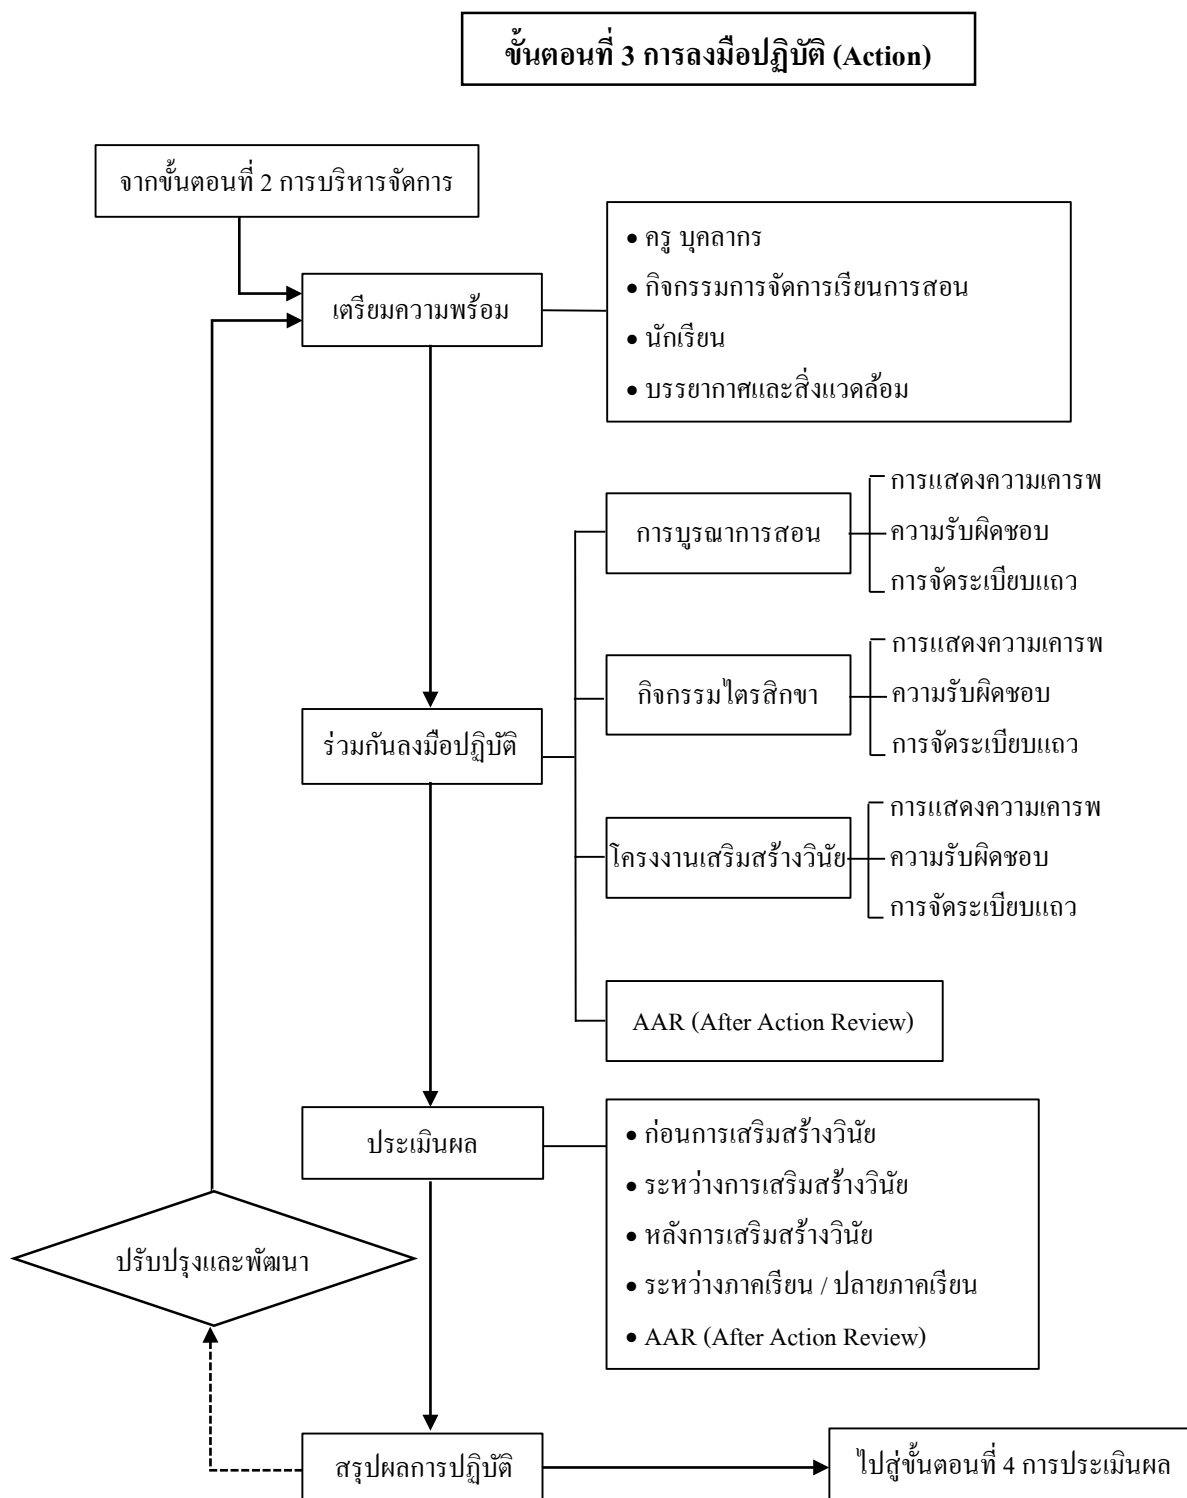 ขั้นตอนที่ 3 การลงมือปฏิบัติ (Action)
จากขั้นตอนที่ 2 การบริหารจัดการ
เตรียมความพร้อม
• ครู บุคลากร
• กิจกรรมการจัดการเรียนการสอน
• นักเรียน
• บรรยากาศและสิ่งแวดล้อม
ร่วมกันลงมือปฏิบัติ
การบูรณาการสอน
การแสดงความเคารพ
ความรับผิดชอบ
การจัดระเบียบแถว
กิจกรรมไตรสิกขา
การแสดงความเคารพ
ความรับผิดชอบ
การจัดระเบียบแถว
โครงงานเสริมสร้างวินัย
การแสดงความเคารพ
ความรับผิดชอบ
การจัดระเบียบแถว
AAR (After Action Review)
ประเมินผล
• ก่อนการเสริมสร้างวินัย
• ระหว่างการเสริมสร้างวินัย
• หลังการเสริมสร้างวินัย
• ระหว่างภาคเรียน / ปลายภาคเรียน
• AAR (After Action Review)
ปรับปรุงและพัฒนา
สรุปผลการปฏิบัติ
ไปสู่ขั้นตอนที่ 4 การประเมินผล